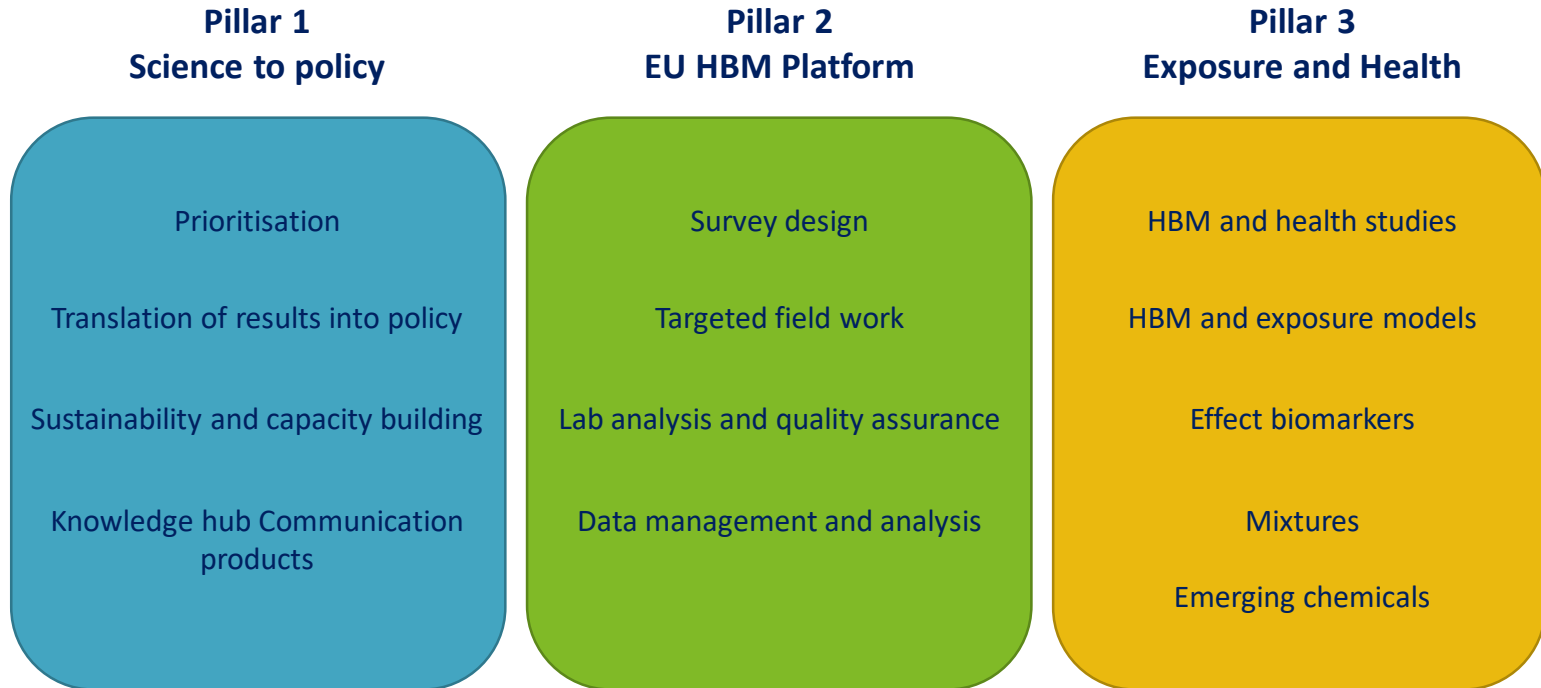 Pillar 1
Science to policy
Prioritisation
Translation of results into policy
Sustainability and capacity building
Knowledge hub Communication
products
Pillar 2
EU HBM Platform
Survey design
Targeted field work
Lab analysis and quality assurance
Data management and analysis
Pillar 3
Exposure and Health
HBM and health studies
HBM and exposure models
Effect biomarkers
Mixtures
Emerging chemicals